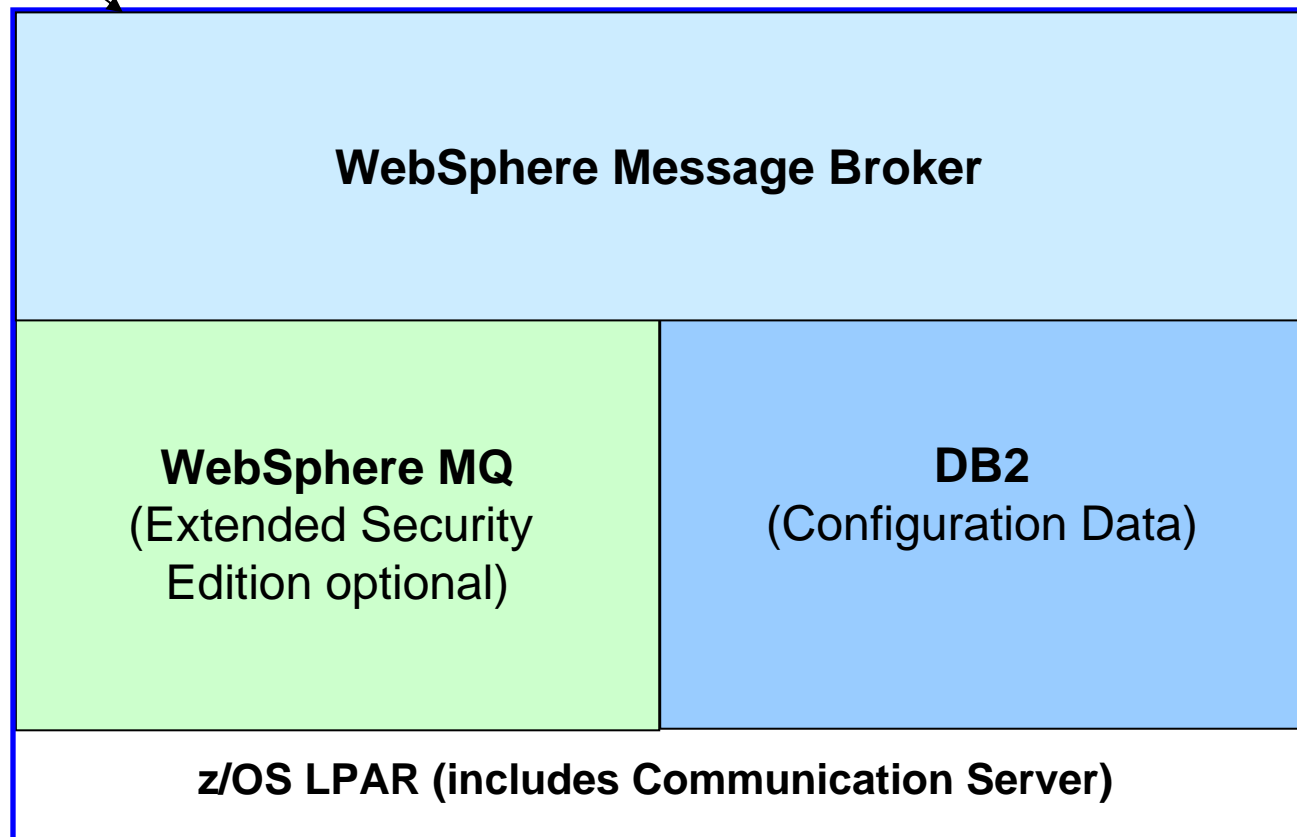 WebSphere Message Broker
WebSphere MQ
(Extended Security
Edition optional)
DB2
(Configuration Data)
z/OS LPAR (includes Communication Server)